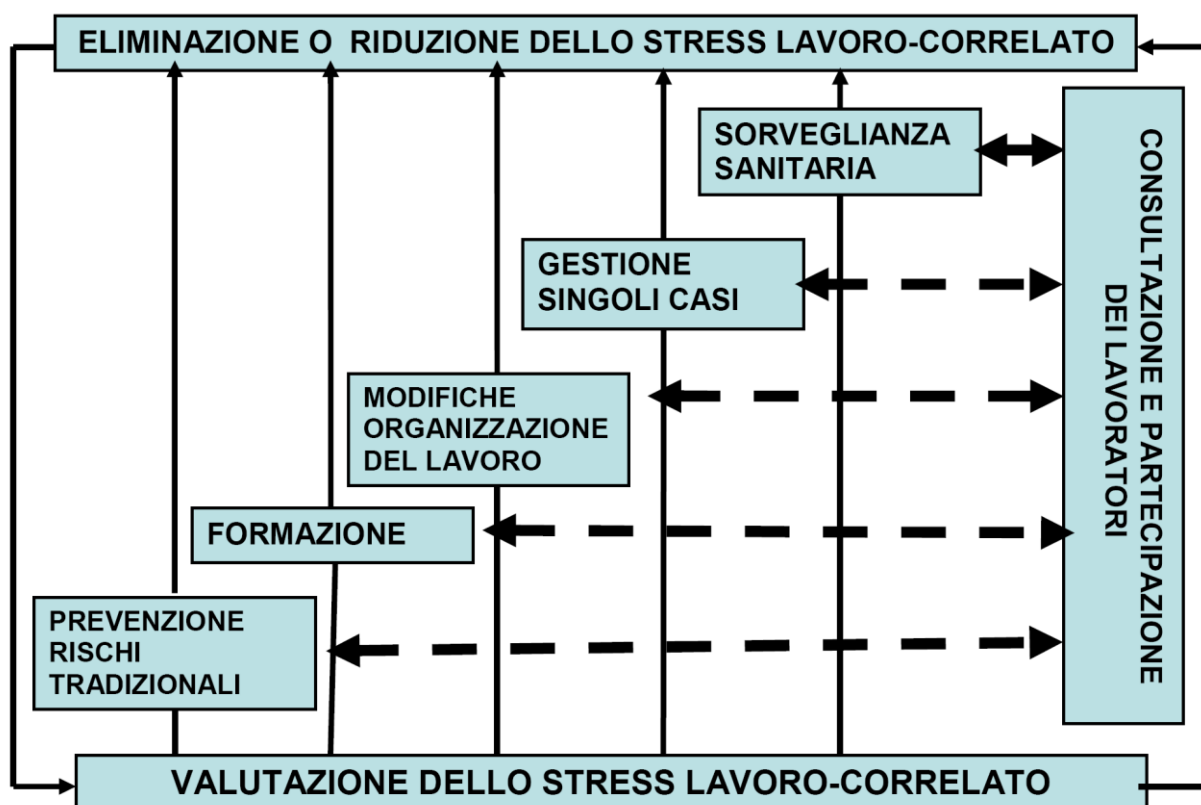 ELIMINAZIONE O RIDUZIONE DELLO STRESS LAVORO-CORRELATO
SORVEGLIANZA
SANITARIA
GESTIONE
SINGOLI CASI
MODIFICHE
ORGANIZZAZIONE
DEL LAVORO
FORMAZIONE
PREVENZIONE
RISCHI
TRADIZIONALI
CONSULTAZIONE E PARTECIPAZIONE
DEI LAVORATORI
VALUTAZIONE DELLO STRESS LAVORO-CORRELATO